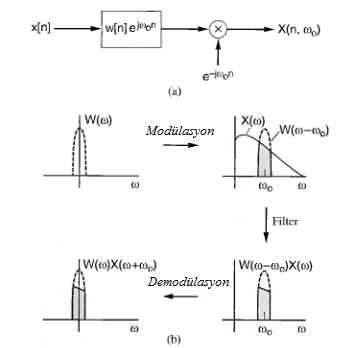 x[n] w[n] e^jω₀n × X(n, ω₀)
e^-jω₀n
(a)
W(ω) Modülasyon X(ω) W(ω−ω₀)
ω ω₀ ω
Filter
W(ω)X(ω+ω₀) Demodülasyon W(ω−ω₀)X(ω)
ω ω₀ ω
(b)